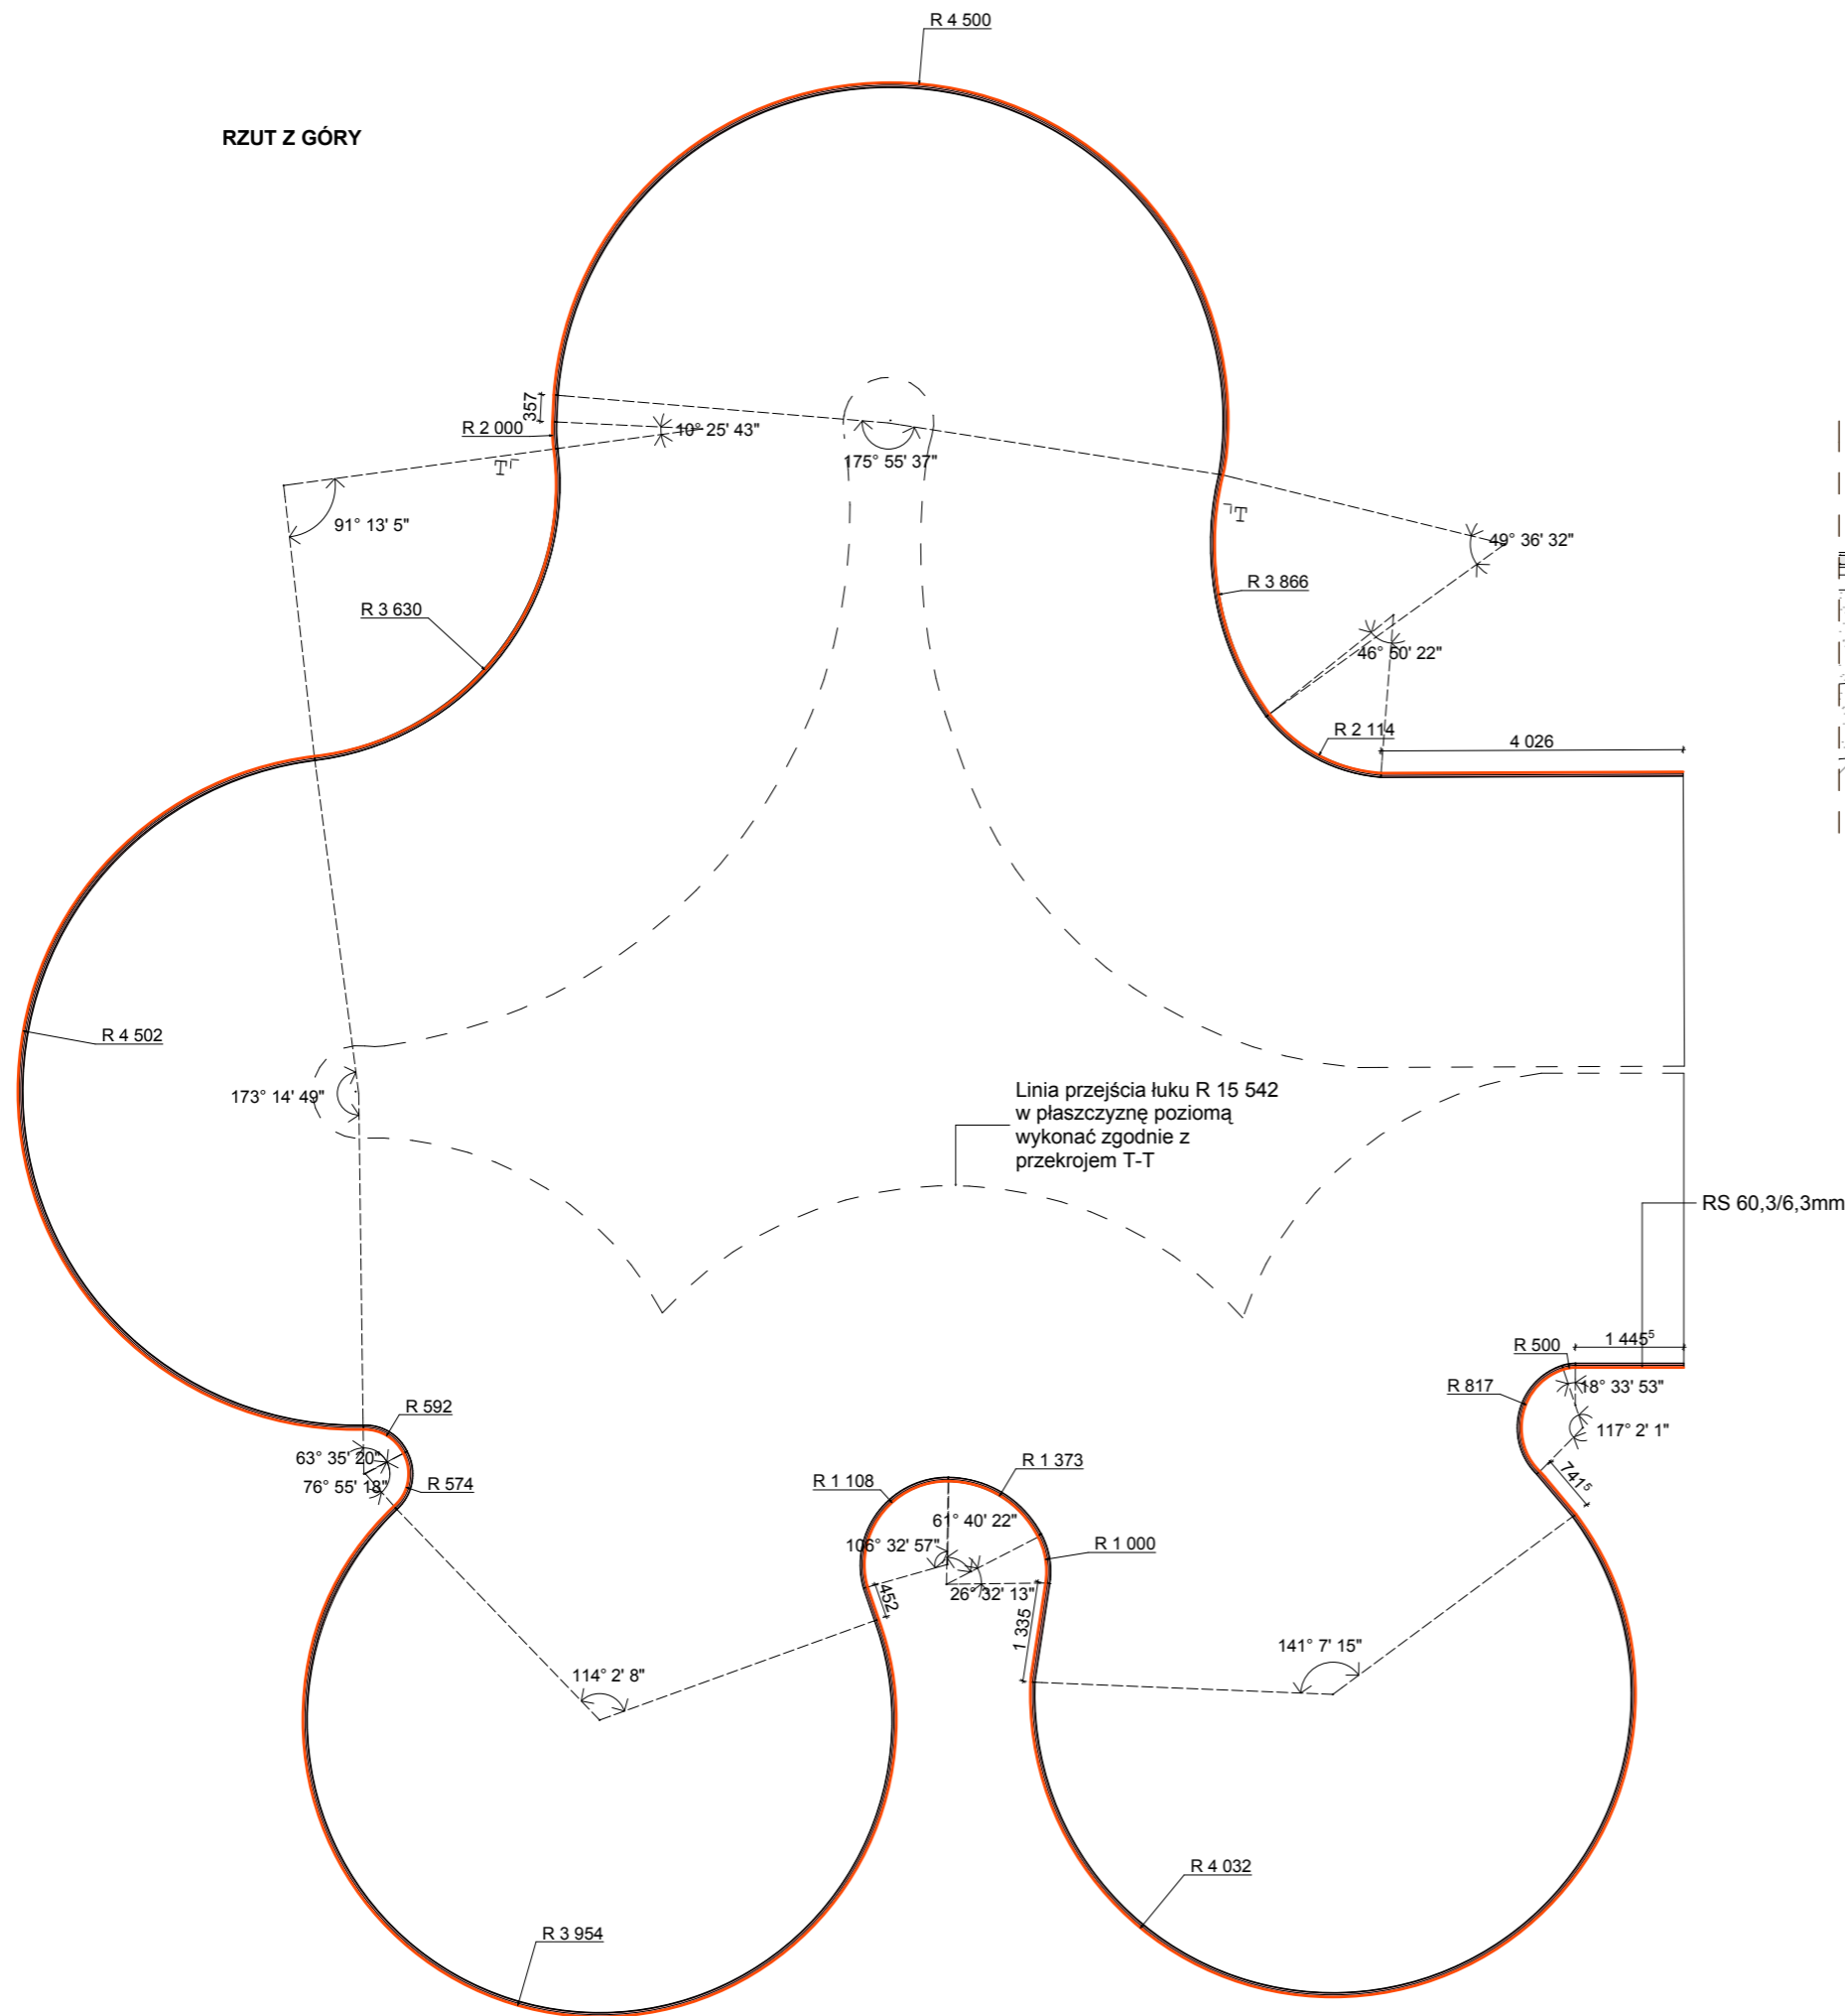 R 4 500
RZUT Z GÓRY
357
R 2 000
10° 25' 43"
175° 55' 37"
T
T
91° 13' 5"
49° 36' 32"
R 3 866
R 3 630
46° 50' 22"
R 2 114
4 026
R 4 502
173° 14' 49"
Linia przejścia łuku R 15 542
w płaszczyznę poziomą
wykonać zgodnie z
przekrojem T-T
RS 60,3/6,3mm
1 445⁵
R 500
18° 33' 53"
R 817
117° 2' 1"
R 592
63° 35' 20"
76° 55' 18"
R 574
R 1 373
R 1 108
741⁵
61° 40' 22"
106° 32' 57"
R 1 000
452
26° 32' 13"
1 335
141° 7' 15"
114° 2' 8"
R 4 032
R 3 954